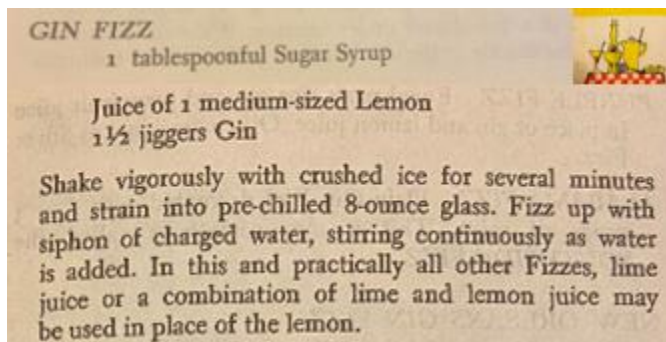 GIN FIZZ
1 tablespoonful Sugar Syrup
Juice of 1 medium-sized Lemon
1½ jiggers Gin
Shake vigorously with crushed ice for several minutes
and strain into pre-chilled 8-ounce glass. Fizz up with
siphon of charged water, stirring continuously as water
is added. In this and practically all other Fizzes, lime
juice or a combination of lime and lemon juice may
be used in place of the lemon.